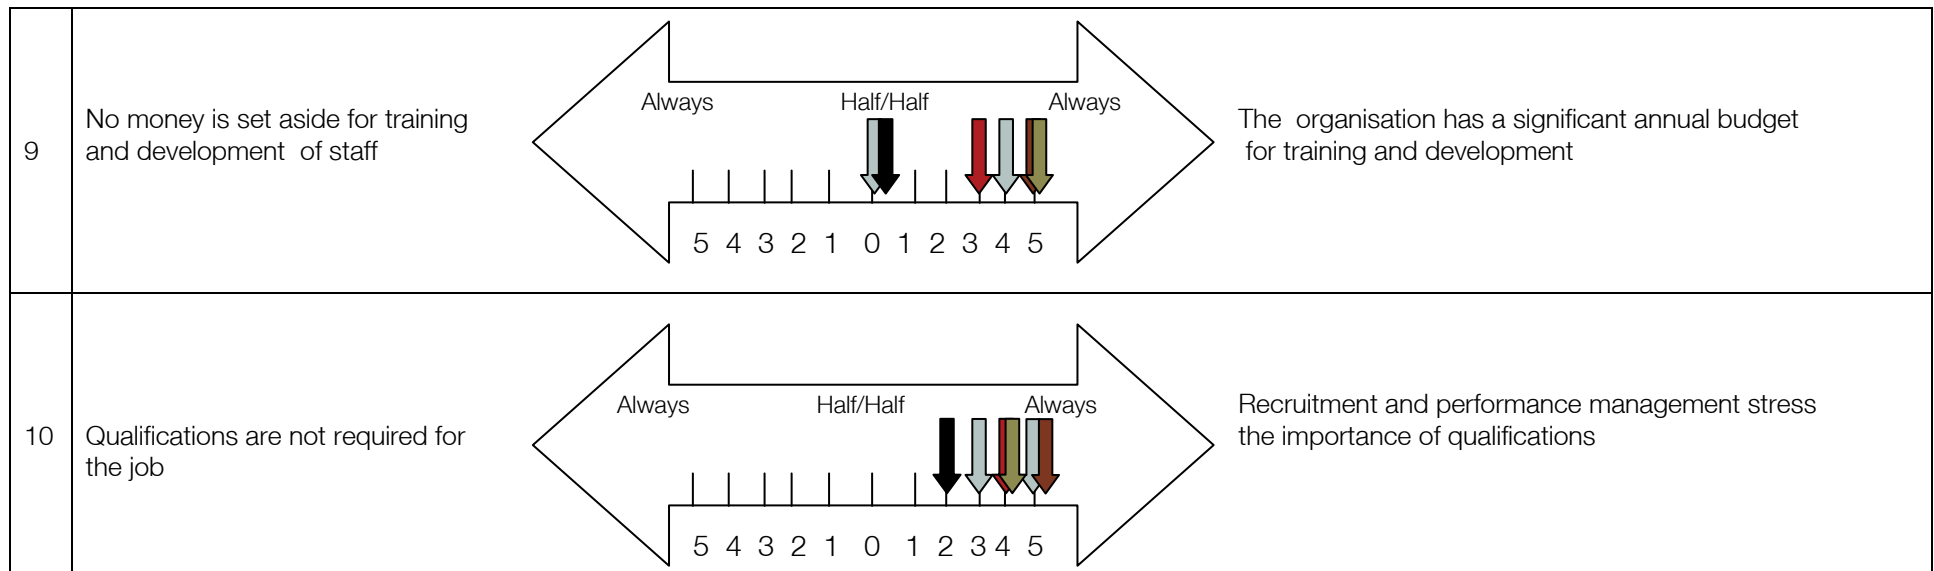 9
No money is set aside for training
and development  of staff
Always Half/Half Always
5 4 3 2 1 0 1 2 3 4 5
The  organisation has a significant annual budget
for training and development
10
Qualifications are not required for
the job
Always Half/Half Always
5 4 3 2 1 0 1 2 3 4 5
Recruitment and performance management stress
the importance of qualifications